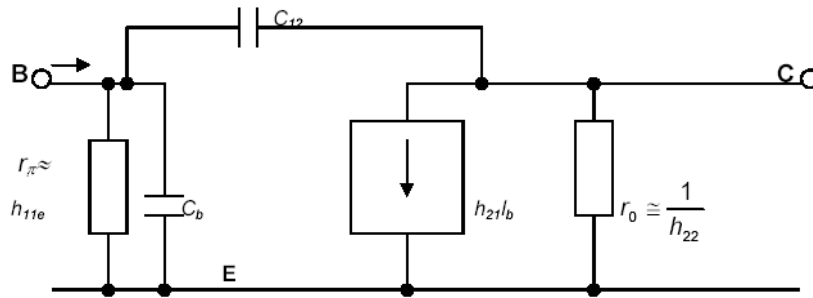 C12
B
C
rπ≈
h11e
Cb
h21Ib
r0 ≅ 1/h22
E